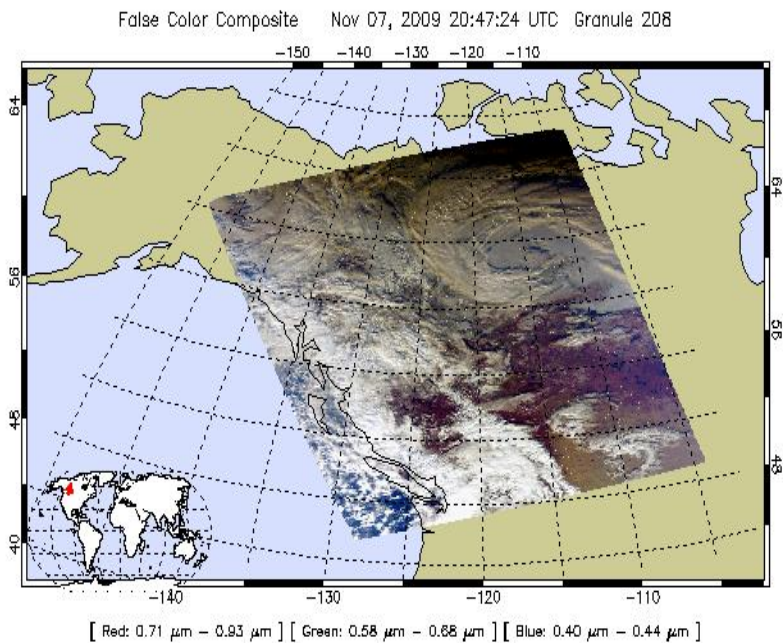 False Color Composite Nov 07, 2009 20:47:24 UTC Granule 208
-150 -140 -130 -120 -110
64
64
56
56
48
48
40
-140 -130 -120 -110
[ Red: 0.71 µm - 0.93 µm ] [ Green: 0.58 µm - 0.68 µm ] [ Blue: 0.40 µm - 0.44 µm ]